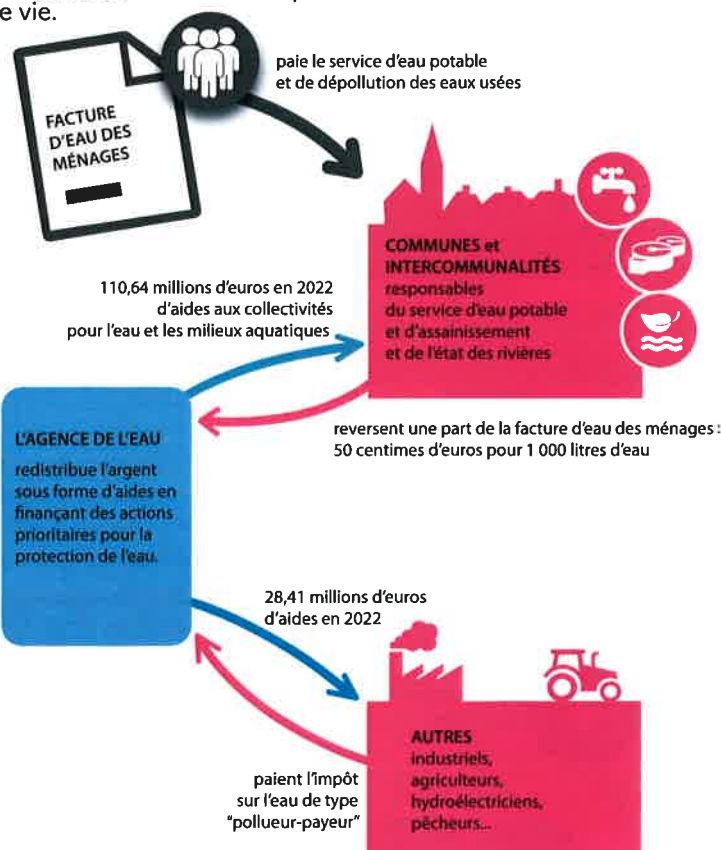 e vie.
paie le service d'eau potable
et de dépollution des eaux usées
FACTURE
D'EAU DES
MÉNAGES
COMMUNES et
INTERCOMMUNALITÉS
responsables
du service d'eau potable
et d'assainissement
et de l'état des rivières
110,64 millions d'euros en 2022
d'aides aux collectivités
pour l'eau et les milieux aquatiques
reversent une part de la facture d'eau des ménages :
50 centimes d'euros pour 1 000 litres d'eau
L'AGENCE DE L'EAU
redistribue l'argent
sous forme d'aides en
finançant des actions
prioritaires pour la
protection de l'eau.
28,41 millions d'euros
d'aides en 2022
AUTRES
industriels,
agriculteurs,
hydroélectriciens,
pêcheurs...
paient l'impôt
sur l'eau de type
"pollueur-payeur"